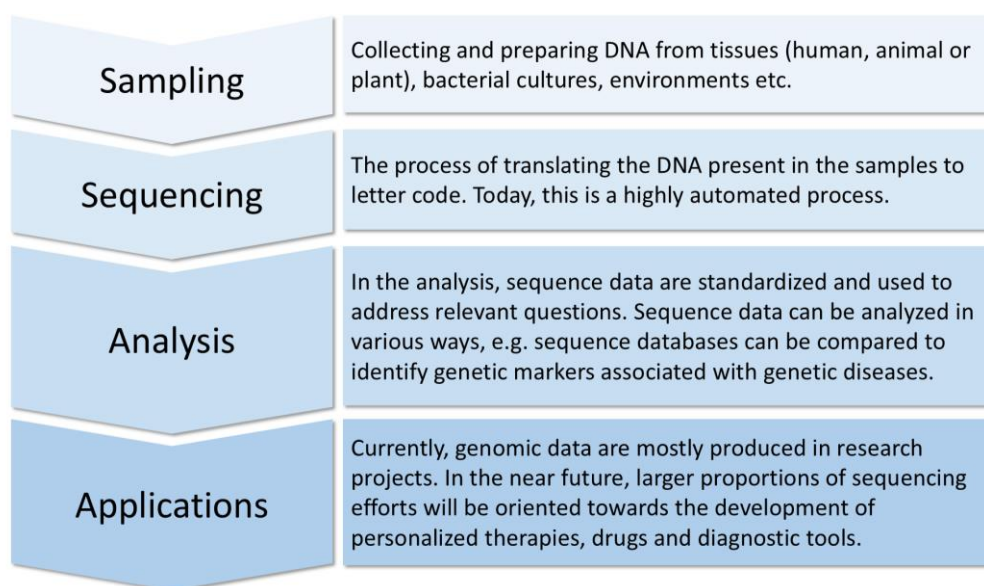 Sampling
Collecting and preparing DNA from tissues (human, animal or
plant), bacterial cultures, environments etc.
Sequencing
The process of translating the DNA present in the samples to
letter code. Today, this is a highly automated process.
Analysis
In the analysis, sequence data are standardized and used to
address relevant questions. Sequence data can be analyzed in
various ways, e.g. sequence databases can be compared to
identify genetic markers associated with genetic diseases.
Applications
Currently, genomic data are mostly produced in research
projects. In the near future, larger proportions of sequencing
efforts will be oriented towards the development of
personalized therapies, drugs and diagnostic tools.